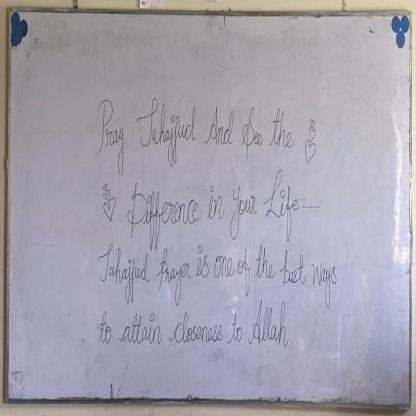 Pray Tahajjud And See the
Difference in Your Life.....
Tahajjud Prayer is one of the best ways
to attain closeness to Allah